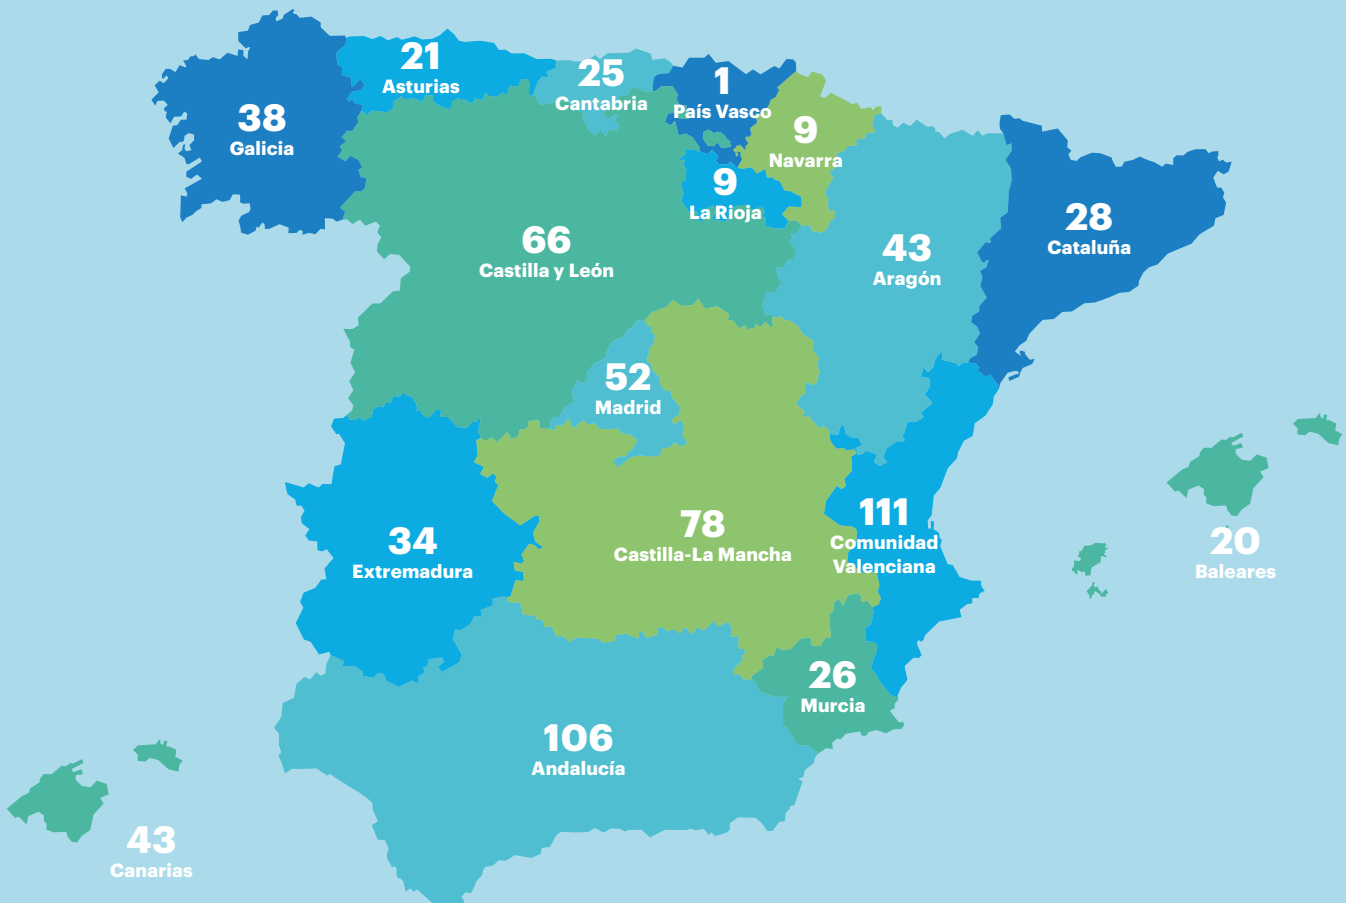 21
Asturias
25
Cantabria
1
País Vasco
38
Galicia
9
Navarra
9
La Rioja
28
Cataluña
66
Castilla y León
43
Aragón
52
Madrid
111
Comunidad
Valenciana
78
Castilla-La Mancha
34
Extremadura
20
Baleares
26
Murcia
106
Andalucía
43
Canarias